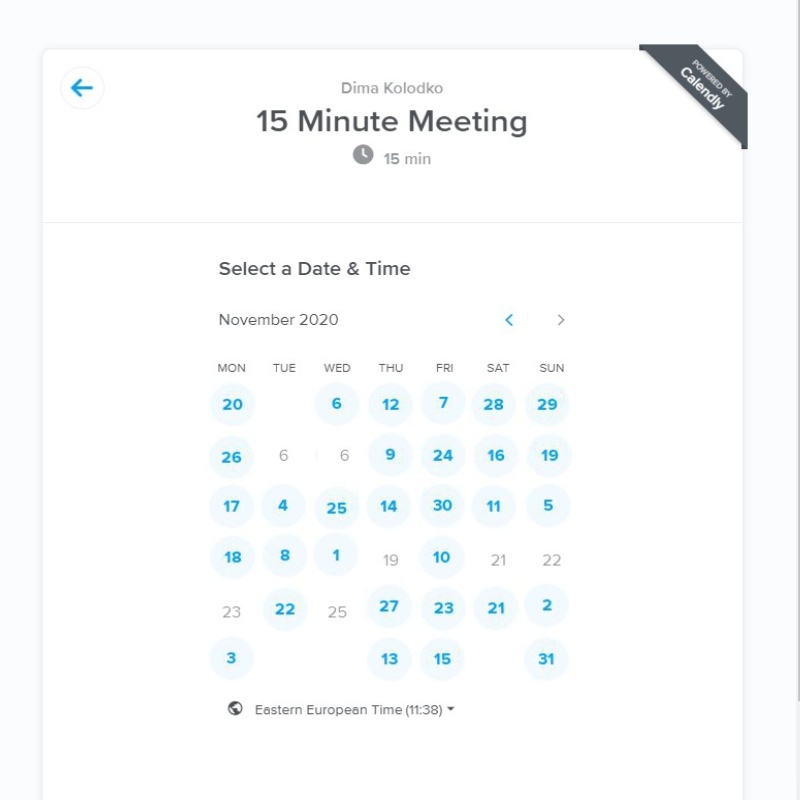 POWERED BY
Calendly
Dima Kolodko
15 Minute Meeting
15 min
Select a Date & Time
November 2020
MON TUE WED THU FRI SAT SUN
20 6 12 7 28 29
26 6 6 9 24 16 19
17 4 25 14 30 11 5
18 8 1 19 10 21 22
23 22 25 27 23 21 2
3 13 15 31
Eastern European Time (11:38)